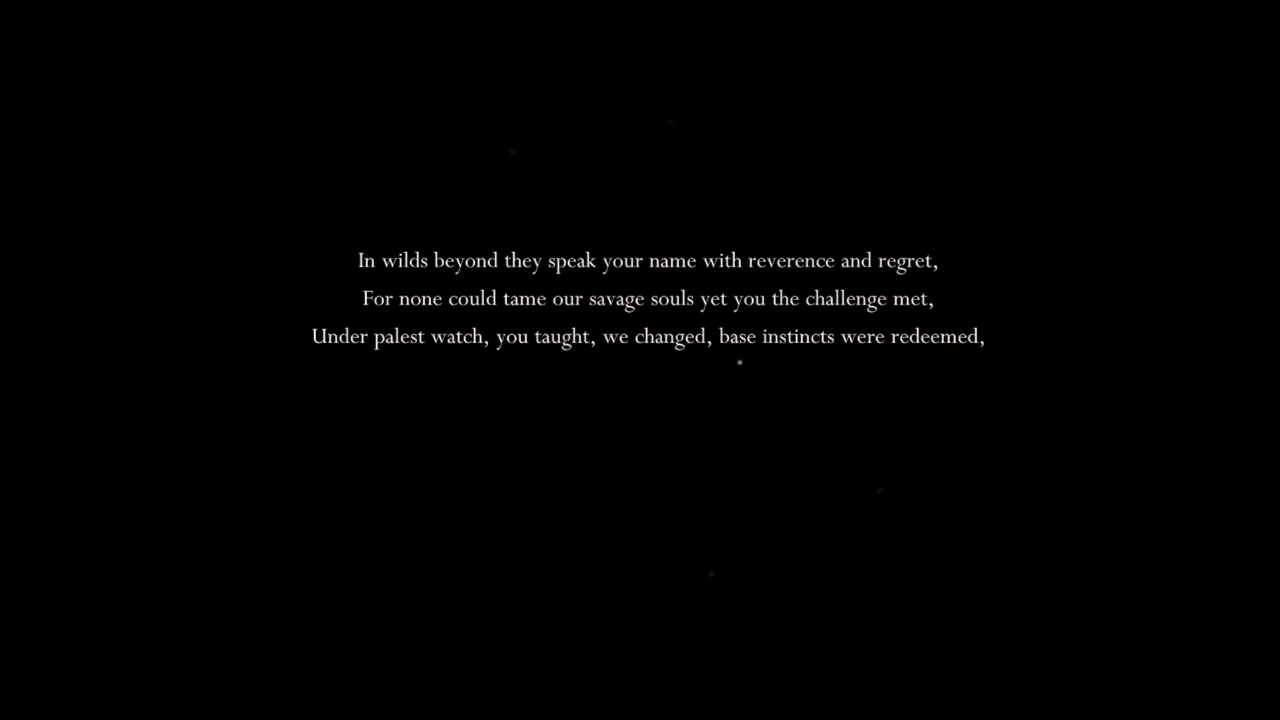 In wilds beyond they speak your name with reverence and regret,
For none could tame our savage souls yet you the challenge met,
Under palest watch, you taught, we changed, base instincts were redeemed,